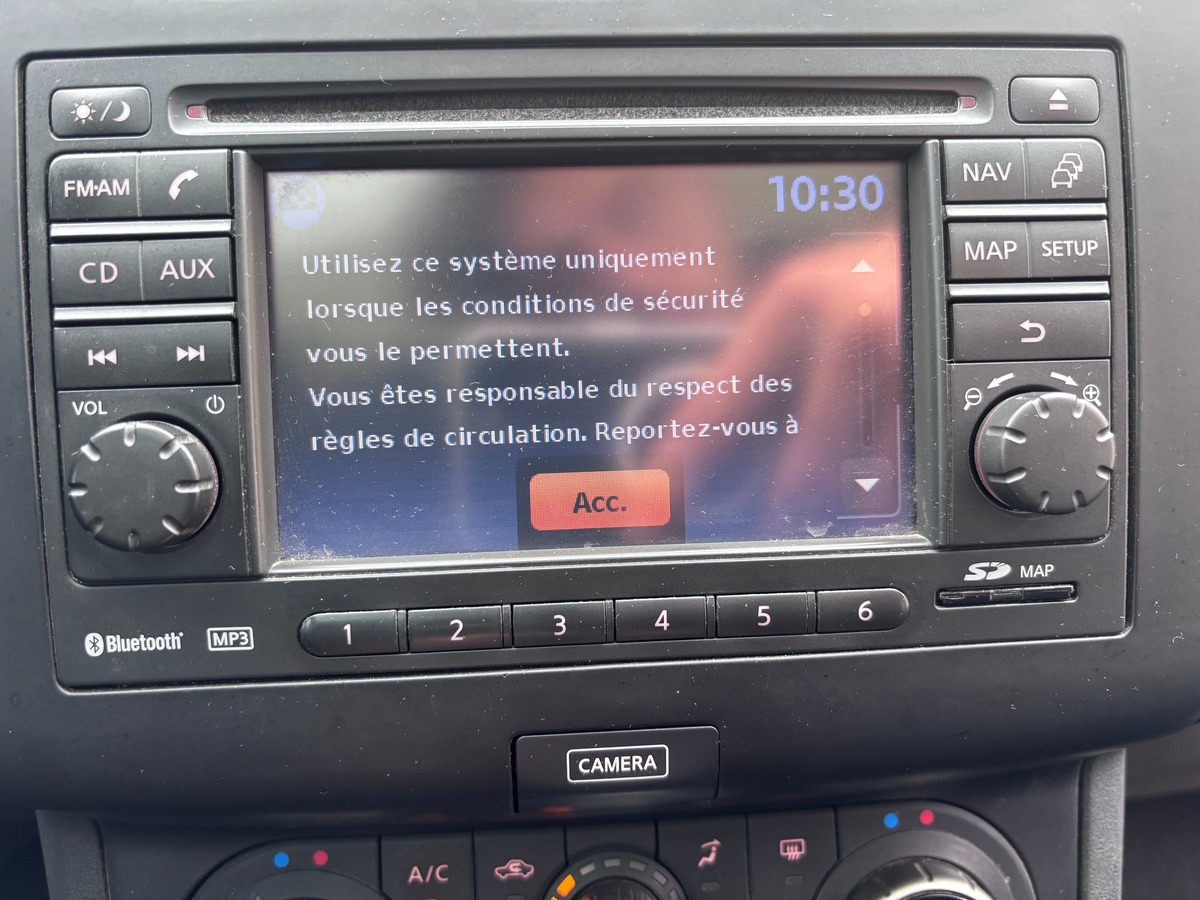 10:30
FM·AM
NAV
Utilisez ce système uniquement
lorsque les conditions de sécurité
vous le permettent.
Vous êtes responsable du respect des
règles de circulation. Reportez-vous à
Acc.
CD AUX
MAP SETUP
VOL
SD MAP
Bluetooth MP3
1 2 3 4 5 6
CAMERA
A/C